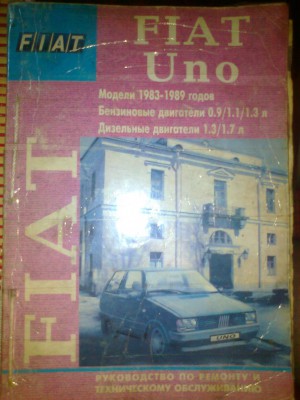 FIAT
FIAT
Uno
Модели 1983-1989 годов
Бензиновые двигатели 0.9/1.1/1.3 л
Дизельные двигатели 1.3/1.7 л
FIAT
UNO
РУКОВОДСТВО ПО РЕМОНТУ И
ТЕХНИЧЕСКОМУ ОБСЛУЖИВАНИЮ